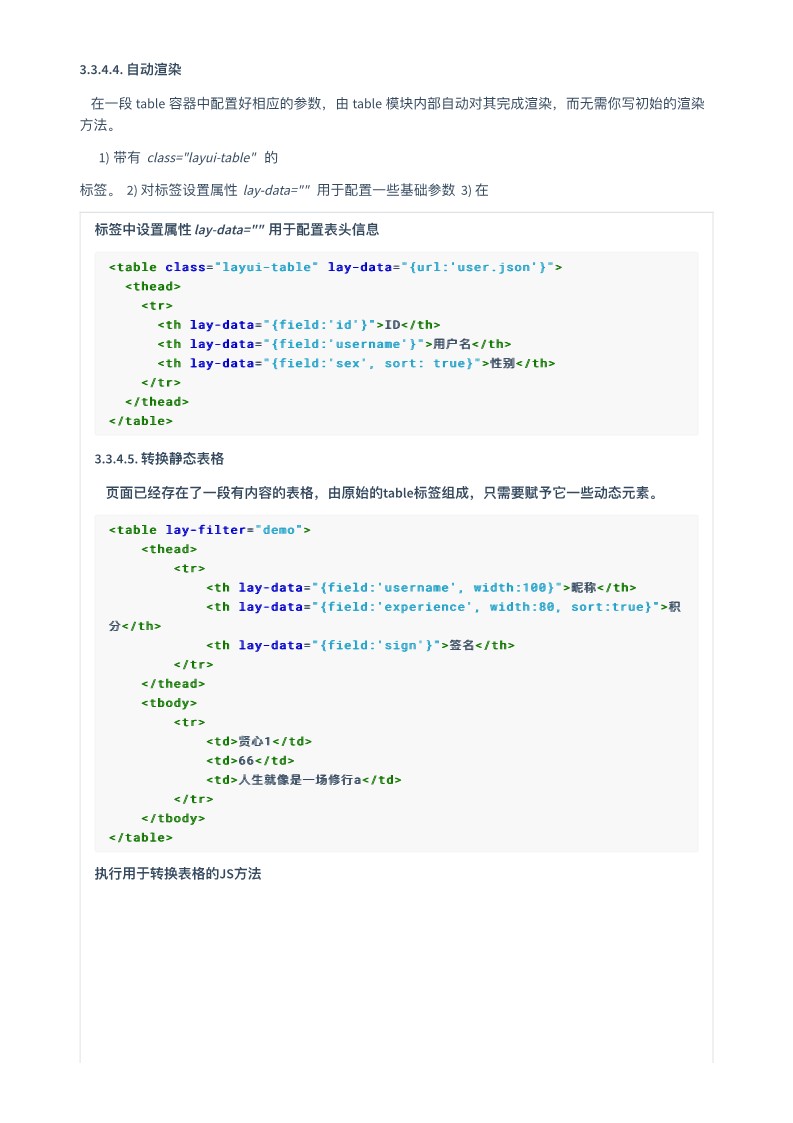 3.3.4.4. 自动渲染
在一段 table 容器中配置好相应的参数，由 table 模块内部自动对其完成渲染，而无需你写初始的渲染
方法。
1) 带有 class="layui-table" 的
标签。 2) 对标签设置属性 lay-data="" 用于配置一些基础参数 3) 在
标签中设置属性 lay-data="" 用于配置表头信息
<table class="layui-table" lay-data="{url:'user.json'}">
<thead>
<tr>
<th lay-data="{field:'id'}">ID</th>
<th lay-data="{field:'username'}">用户名</th>
<th lay-data="{field:'sex', sort: true}">性别</th>
</tr>
</thead>
</table>
3.3.4.5. 转换静态表格
页面已经存在了一段有内容的表格，由原始的table标签组成，只需要赋予它一些动态元素。
<table lay-filter="demo">
<thead>
<tr>
<th lay-data="{field:'username', width:100}">昵称</th>
<th lay-data="{field:'experience', width:80, sort:true}">积
分</th>
<th lay-data="{field:'sign'}">签名</th>
</tr>
</thead>
<tbody>
<tr>
<td>贤心1</td>
<td>66</td>
<td>人生就像是一场修行a</td>
</tr>
</tbody>
</table>
执行用于转换表格的JS方法